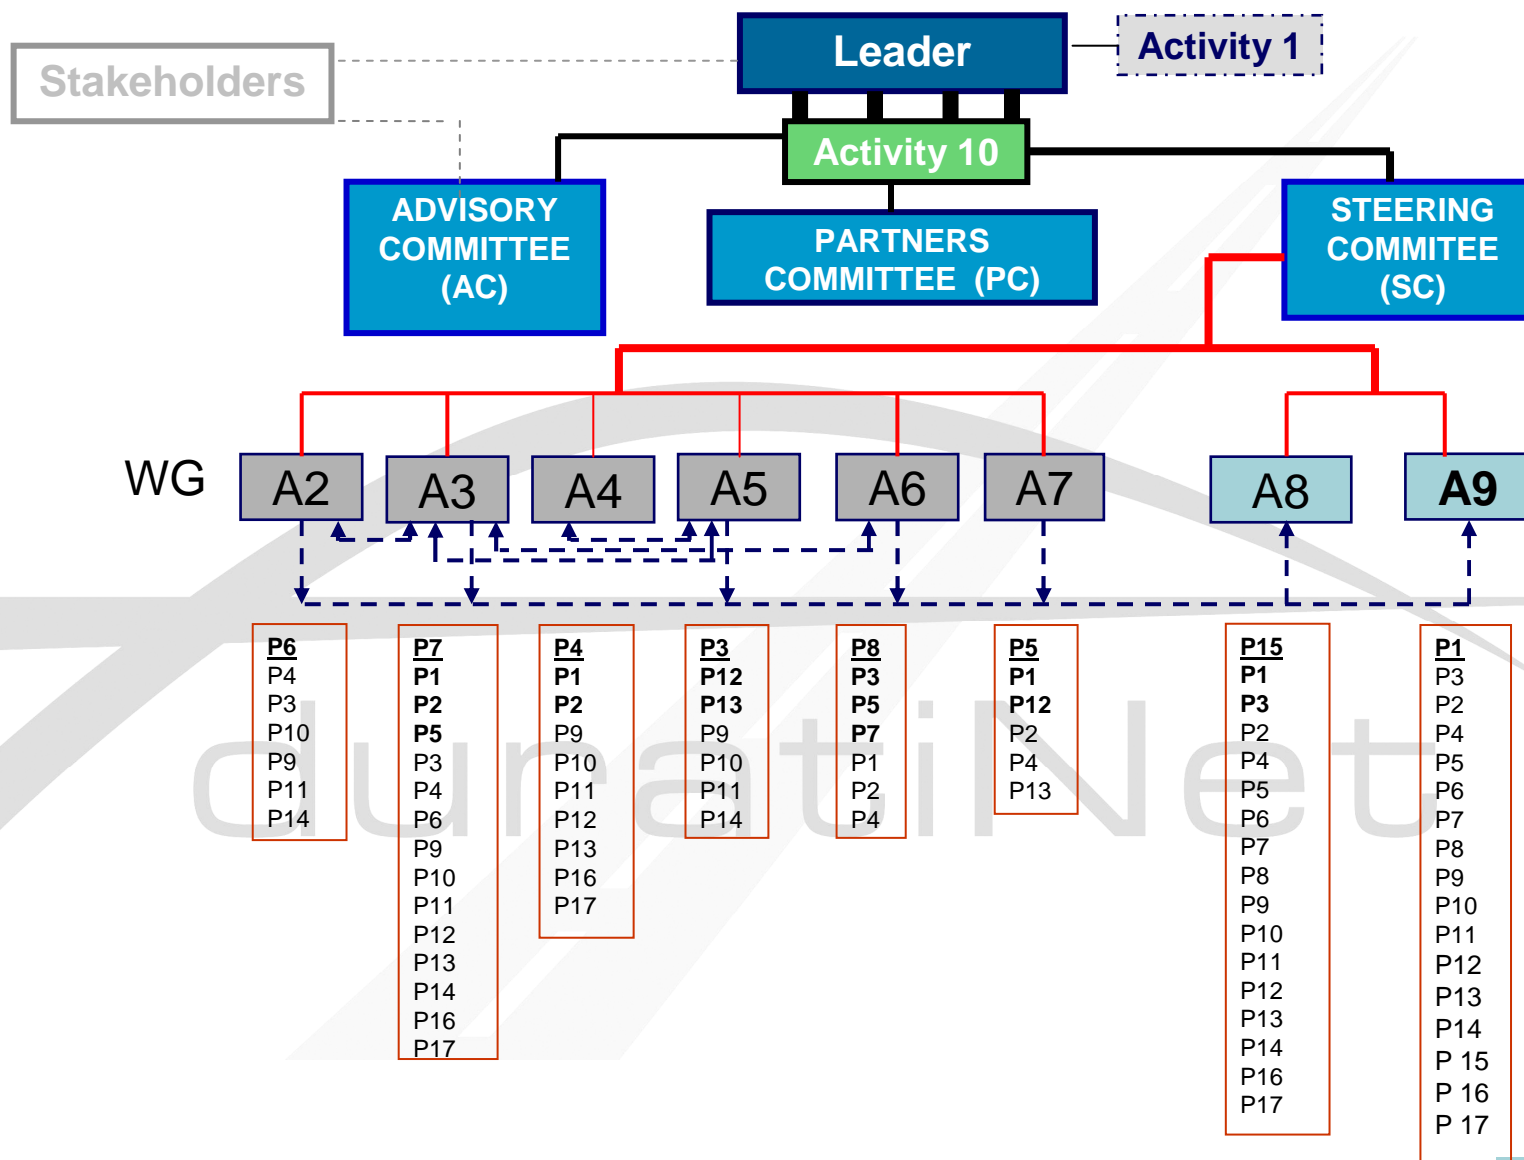 Leader
Activity 1
Stakeholders
Activity 10
ADVISORY
COMMITTEE
(AC)
PARTNERS
COMMITTEE (PC)
STEERING
COMMITEE
(SC)
WG
A2
A3
A4
A5
A6
A7
A8
A9
P6
P4
P3
P10
P9
P11
P14
P7
P1
P2
P5
P3
P4
P6
P9
P10
P11
P12
P13
P14
P16
P17
P4
P1
P2
P9
P10
P11
P12
P13
P16
P17
P3
P12
P13
P9
P10
P11
P14
P8
P3
P5
P7
P1
P2
P4
P5
P1
P12
P2
P4
P13
P15
P1
P3
P2
P4
P5
P6
P7
P8
P9
P10
P11
P12
P13
P14
P16
P17
P1
P3
P2
P4
P5
P6
P7
P8
P9
P10
P11
P12
P13
P14
P 15
P 16
P 17
duratiNet